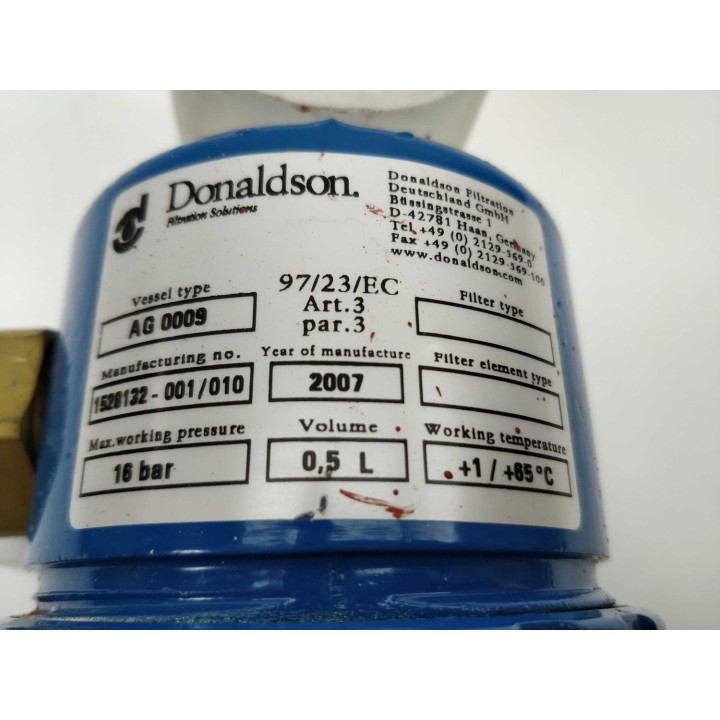 Donaldson.
Filtration Solutions
Donaldson Filtration
Deutschland GmbH
Büssingstrasse 1
D-42781 Haan, Germany
Tel. +49 (0) 2129-569-0
Fax +49 (0) 2129-569-100
www.donaldson.com
97/23/EC
Art.3
par.3
Vessel type
AG 0009
Filter type
Manufacturing no.
1528132-001/010
Year of manufacture
2007
Filter element type
Max.working pressure
16 bar
Volume
0,5 L
Working temperature
+1 / +65°C